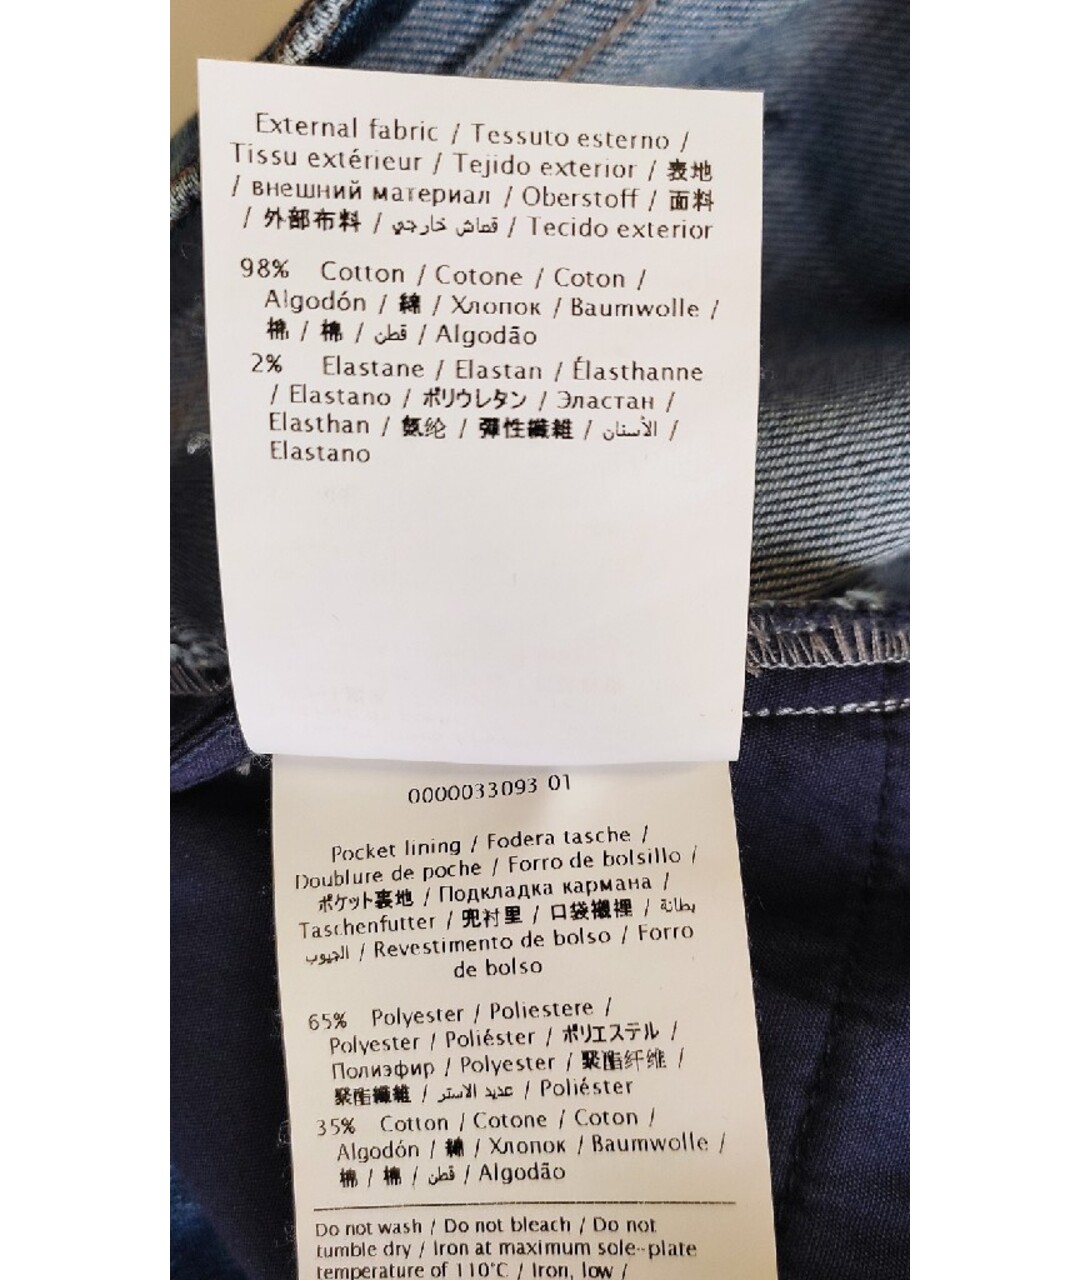 External fabric / Tessuto esterno /
Tissu extérieur / Tejido exterior / 表地
/ внешний материал / Oberstoff / 面料
/ 外部布料 / قماش خارجي / Tecido exterior
98% Cotton / Cotone / Coton /
Algodón / 綿 / Хлопок / Baumwolle /
棉 / 棉 / قطن / Algodão
2% Elastane / Elastan / Élasthanne
/ Elastano / ポリウレタン / Эластан /
Elasthan / 氨纶 / 彈性纖維 / الأستان /
Elastano
0000033093 01
Pocket lining / Fodera tasche /
Doublure de poche / Forro de bolsillo /
ポケット裏地 / Подкладка кармана /
Taschenfutter / 兜衬里 / 口袋襯裡 / بطانة
الجيوب / Revestimento de bolso / Forro
de bolso
65% Polyester / Poliestere /
Polyester / Poliéster / ポリエステル /
Полиэфир / Polyester / 聚酯纤维 /
聚酯纖維 / عديد الاستر / Poliéster
35% Cotton / Cotone / Coton /
Algodón / 綿 / Хлопок / Baumwolle /
棉 / 棉 / قطن / Algodão
Do not wash / Do not bleach / Do not
tumble dry / Iron at maximum sole-plate
temperature of 110°C / Iron, low /